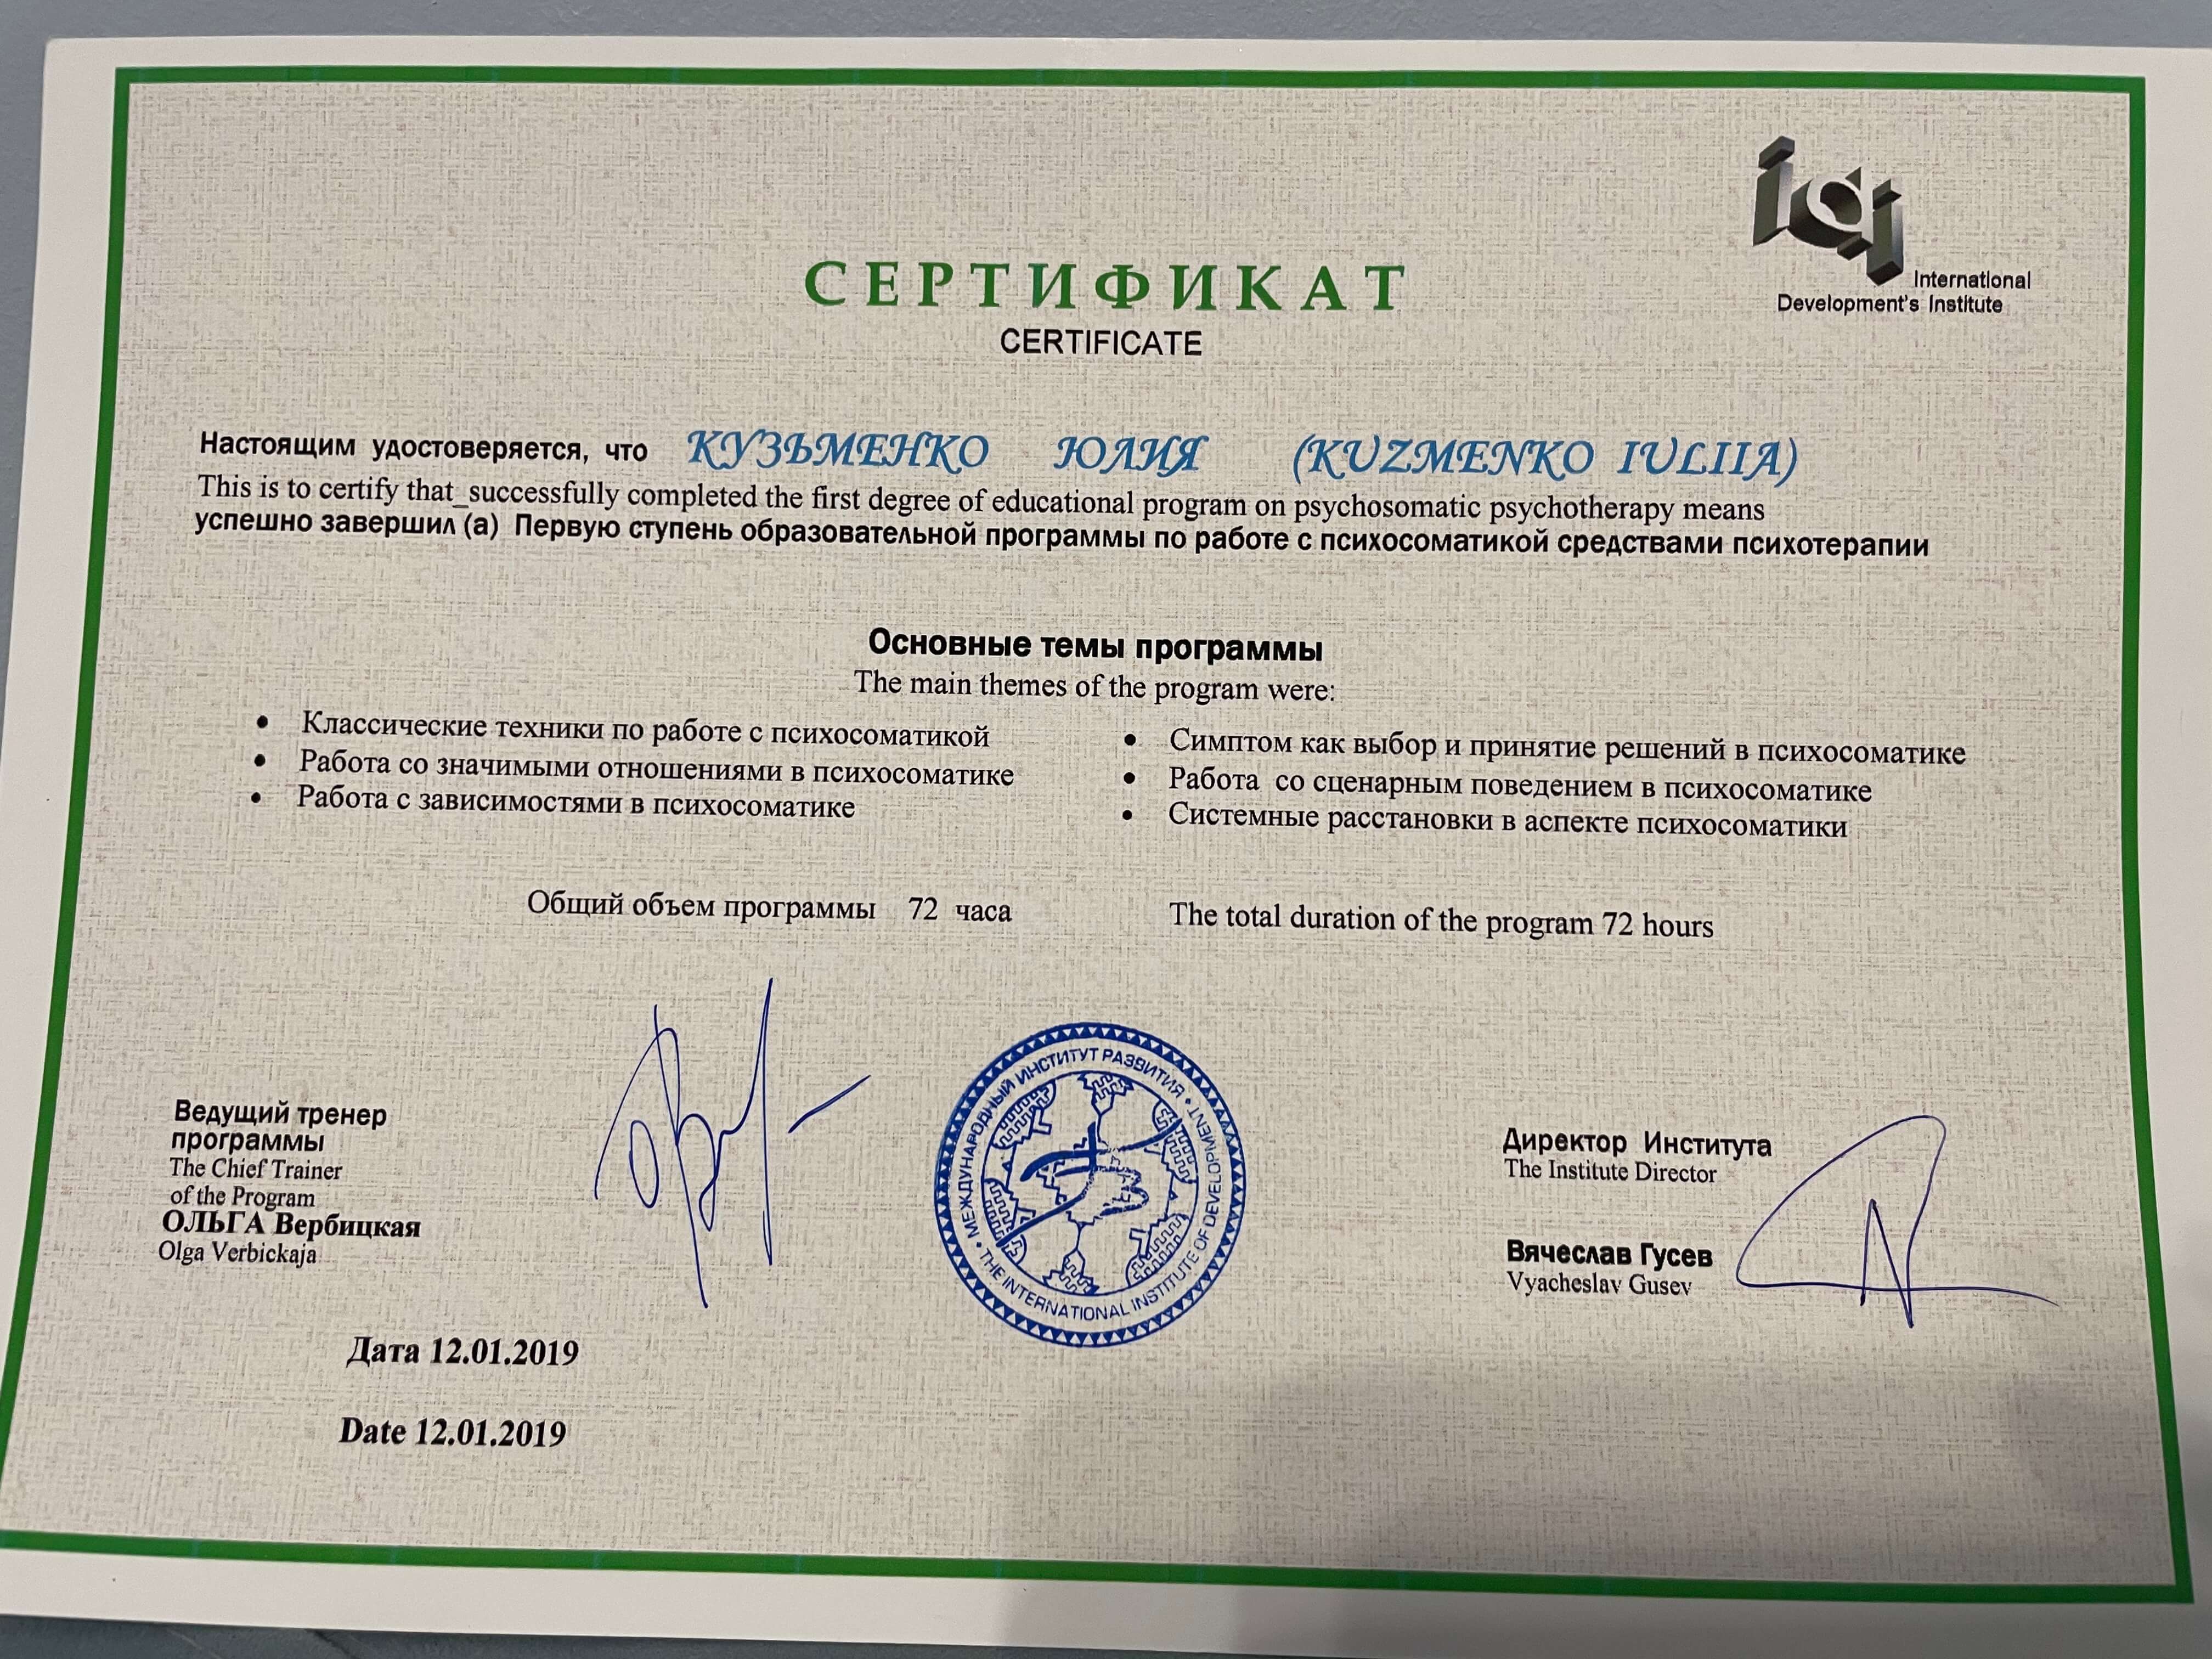 idi
International
Development's Institute
СЕРТИФИКАТ
CERTIFICATE
Настоящим удостоверяется, что КУЗЬМЕНКО ЮЛИЯ (KUZMENKO IULIIA)
This is to certify that_successfully completed the first degree of educational program on psychosomatic psychotherapy means
успешно завершил (а) Первую ступень образовательной программы по работе с психосоматикой средствами психотерапии
Основные темы программы
The main themes of the program were:
• Классические техники по работе с психосоматикой
• Работа со значимыми отношениями в психосоматике
• Работа с зависимостями в психосоматике
• Симптом как выбор и принятие решений в психосоматике
• Работа со сценарным поведением в психосоматике
• Системные расстановки в аспекте психосоматики
Общий объем программы 72 часа
The total duration of the program 72 hours
Ведущий тренер
программы
The Chief Trainer
of the Program
ОЛЬГА Вербицкая
Olga Verbickaja
МЕЖДУНАРОДНЫЙ ИНСТИТУТ РАЗВИТИЯ • THE INTERNATIONAL INSTITUTE OF DEVELOPMENT •
Директор Института
The Institute Director
Вячеслав Гусев
Vyacheslav Gusev
Дата 12.01.2019
Date 12.01.2019